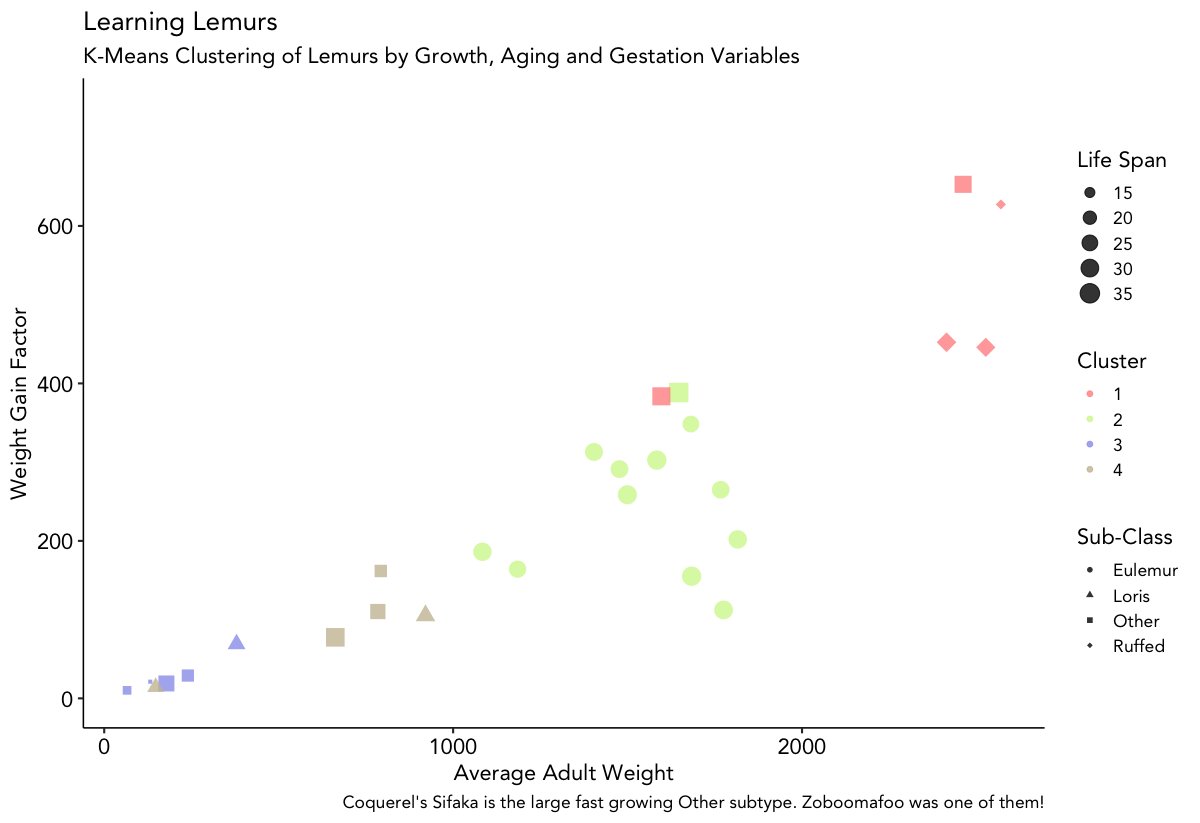 Learning Lemurs
K-Means Clustering of Lemurs by Growth, Aging and Gestation Variables
Weight Gain Factor
600
400
200
0
0
1000
2000
Average Adult Weight
Coquerel's Sifaka is the large fast growing Other subtype. Zoboomafoo was one of them!
Life Span
15
20
25
30
35
Cluster
1
2
3
4
Sub-Class
Eulemur
Loris
Other
Ruffed